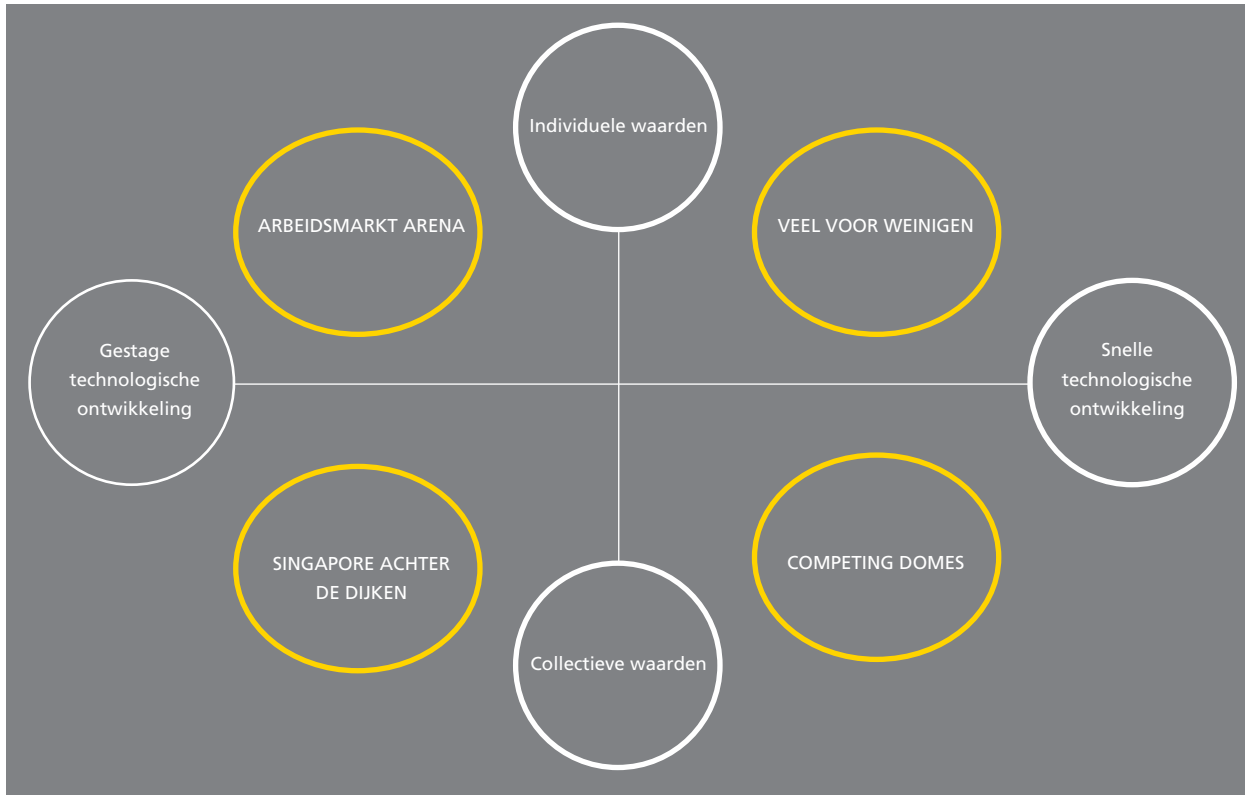 Individuele waarden
ARBEIDSMARKT ARENA
VEEL VOOR WEINIGEN
Gestage
technologische
ontwikkeling
Snelle
technologische
ontwikkeling
SINGAPORE ACHTER
DE DIJKEN
COMPETING DOMES
Collectieve waarden